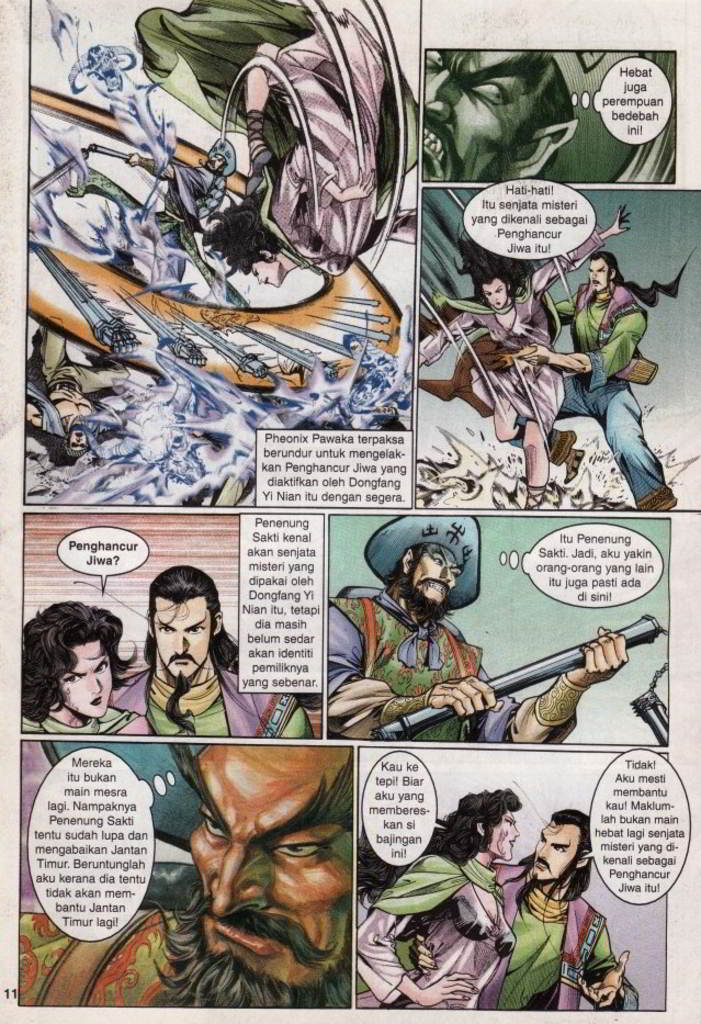 Hebat
juga
perempuan
bedebah
ini!
Hati-hati!
Itu senjata misteri
yang dikenali sebagai
Penghancur
Jiwa itu!
Pheonix Pawaka terpaksa
berundur untuk mengelak-
kan Penghancur Jiwa yang
diaktifkan oleh Dongfang
Yi Nian itu dengan segera.
Penghancur
Jiwa?
Penenung
Sakti kenal
akan senjata
misteri yang
dipakai oleh
Dongfang Yi
Nian itu, tetapi
dia masih
belum sedar
akan identiti
pemiliknya
yang sebenar.
Itu Penenung
Sakti. Jadi, aku yakin
orang-orang yang lain
itu juga pasti ada
di sini!
Mereka
itu bukan
main mesra
lagi. Nampaknya
Penenung Sakti
tentu sudah lupa dan
mengabaikan Jantan
Timur. Beruntunglah
aku kerana dia tentu
tidak akan mem-
bantu Jantan
Timur lagi!
Kau ke
tepi! Biar
aku yang
memberes-
kan si
bajingan
ini!
Tidak!
Aku mesti
membantu
kau! Maklum-
lah bukan main
hebat lagi senjata
misteri yang di-
kenali sebagai
Penghancur
Jiwa itu!
11